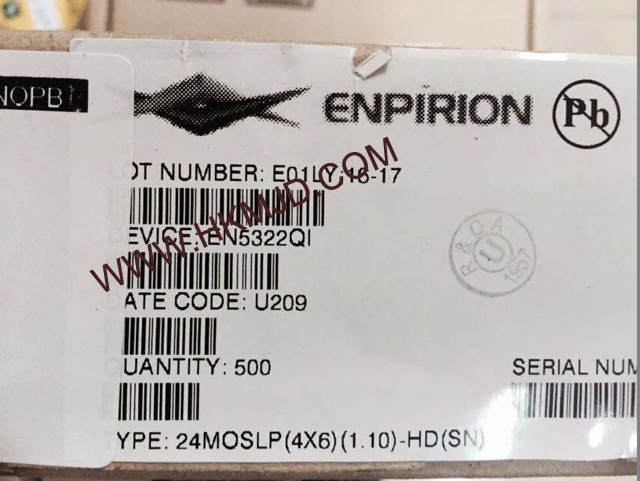 NOPB
ENPIRION
Pb
OT NUMBER: E01LY 16-17
EVICE: EN5322QI
ATE CODE: U209
UANTITY: 500
SERIAL NUM
YPE: 24MOSLP(4X6)(1.10)-HD(SN)
R&QA
U
1957
WWW.HKMJD.COM